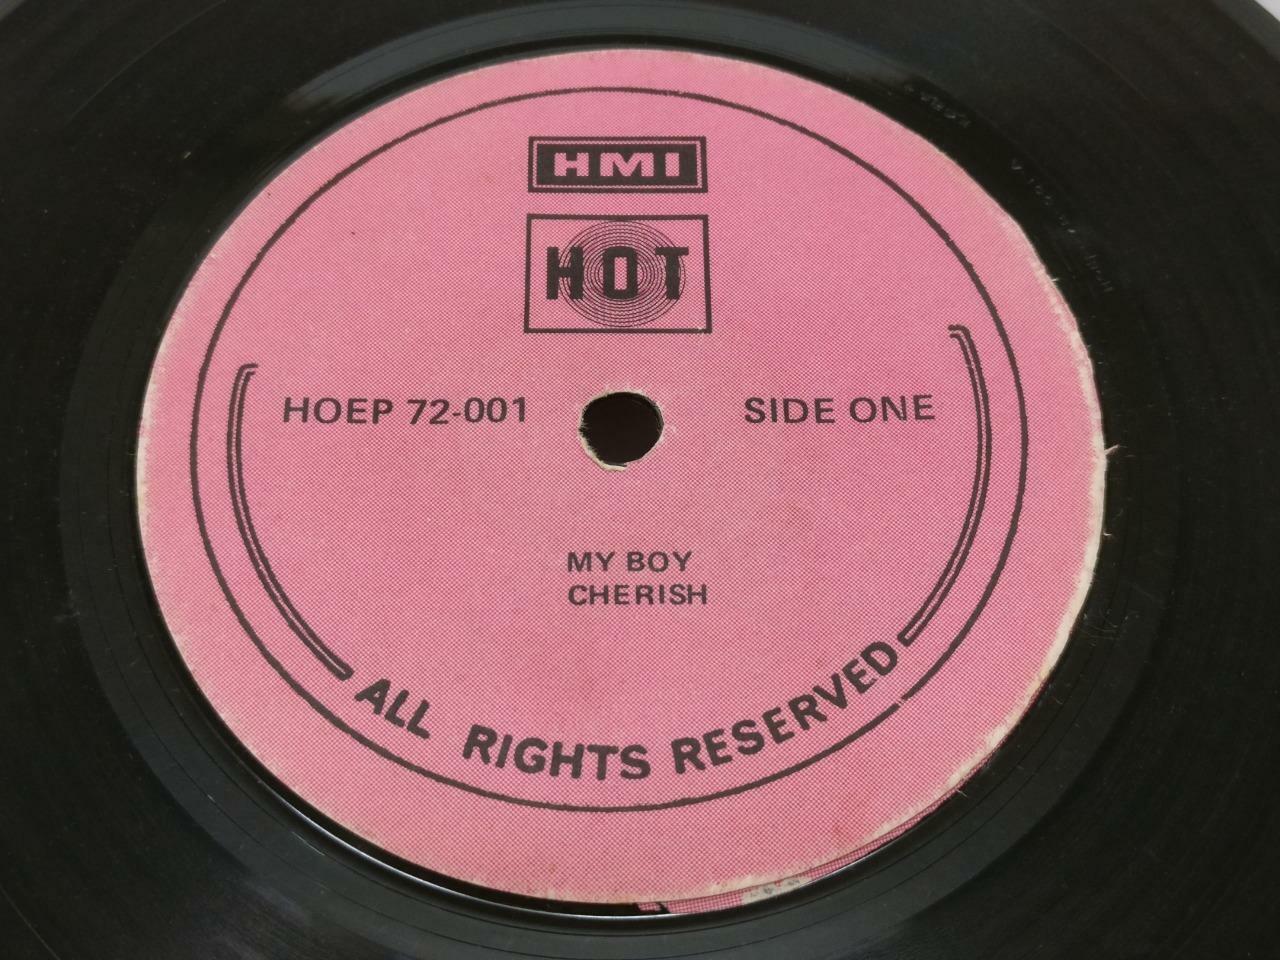 HMI
HOT
HOEP 72-001
SIDE ONE
MY BOY
CHERISH
ALL RIGHTS RESERVED